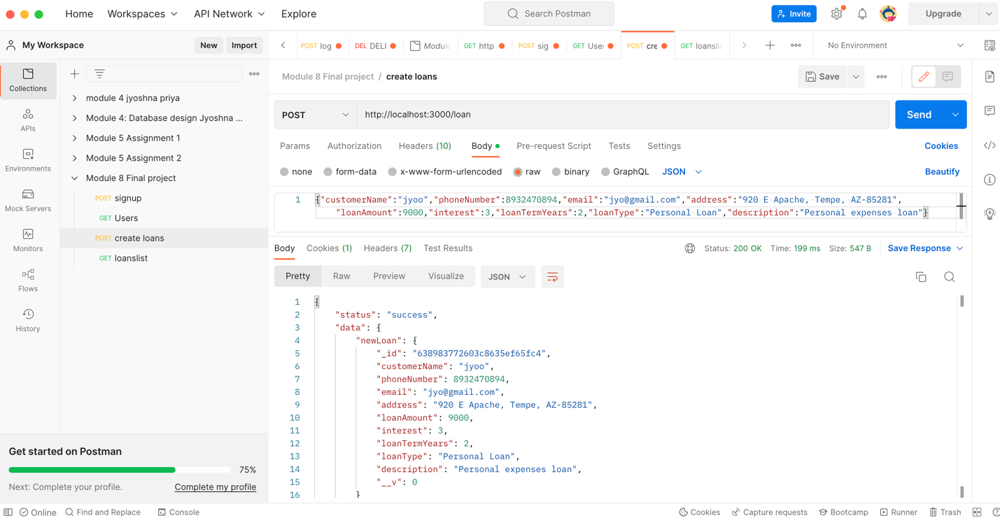 Home Workspaces API Network Explore Search Postman Invite Upgrade
My Workspace New Import POST log DEL DELI Module GET http POST sig GET User POST cre GET loanslis No Environment
Module 8 Final project / create loans Save
Collections
APIs
Environments
Mock Servers
Monitors
Flows
History
module 4 jyoshna priya
Module 4: Database design Jyoshna ...
Module 5 Assignment 1
Module 5 Assignment 2
Module 8 Final project
POST signup
GET Users
POST create loans
GET loanslist
POST http://localhost:3000/loan Send
Params Authorization Headers (10) Body Pre-request Script Tests Settings Cookies
none form-data x-www-form-urlencoded raw binary GraphQL JSON Beautify
1 {"customerName":"jyoo","phoneNumber":8932470894,"email":"jyo@gmail.com","address":"920 E Apache, Tempe, AZ-85281",
"loanAmount":9000,"interest":3,"loanTermYears":2,"loanType":"Personal Loan","description":"Personal expenses loan"}
Body Cookies (1) Headers (7) Test Results Status: 200 OK Time: 199 ms Size: 547 B Save Response
Pretty Raw Preview Visualize JSON
1 {
2 "status": "success",
3 "data": {
4 "newLoan": {
5 "_id": "638983772603c8635ef65fc4",
6 "customerName": "jyoo",
7 "phoneNumber": 8932470894,
8 "email": "jyo@gmail.com",
9 "address": "920 E Apache, Tempe, AZ-85281",
10 "loanAmount": 9000,
11 "interest": 3,
12 "loanTermYears": 2,
13 "loanType": "Personal Loan",
14 "description": "Personal expenses loan",
15 "__v": 0
16 }
Get started on Postman
75%
Next: Complete your profile. Complete my profile
Online Find and Replace Console Cookies Capture requests Bootcamp Runner Trash